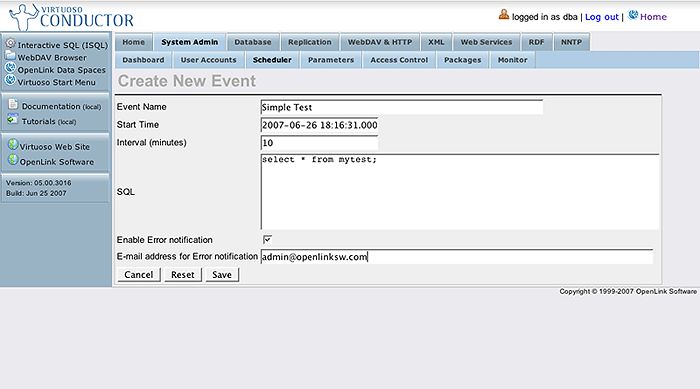 VIRTUOSO
CONDUCTOR
logged in as dba | Log out | Home
Interactive SQL (ISQL)
WebDAV Browser
OpenLink Data Spaces
Virtuoso Start Menu
Documentation (local)
Tutorials (local)
Virtuoso Web Site
OpenLink Software
Version: 05.00.3016
Build: Jun 25 2007
Home System Admin Database Replication WebDAV & HTTP XML Web Services RDF NNTP
Dashboard User Accounts Scheduler Parameters Access Control Packages Monitor
Create New Event
Event Name Simple Test
Start Time 2007-06-26 18:16:31.000
Interval (minutes) 10
SQL select * from mytest;
Enable Error notification
E-mail address for Error notification admin@openlinksw.com
Cancel Reset Save
Copyright © 1999-2007 OpenLink Software